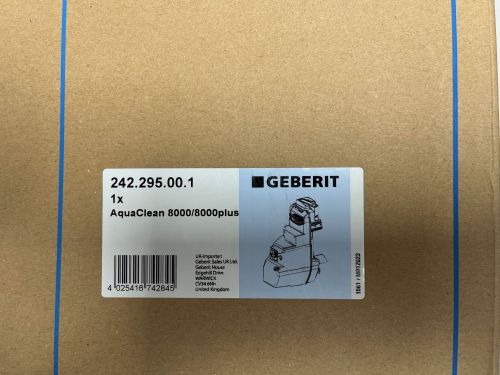 242.295.00.1
1x
AquaClean 8000/8000plus
GEBERIT
UK-Importeur:
Geberit Sales UK Ltd.
Geberit House
Edgehill Drive
WARWICK
CV34 6NH
United Kingdom
4 025416 742845